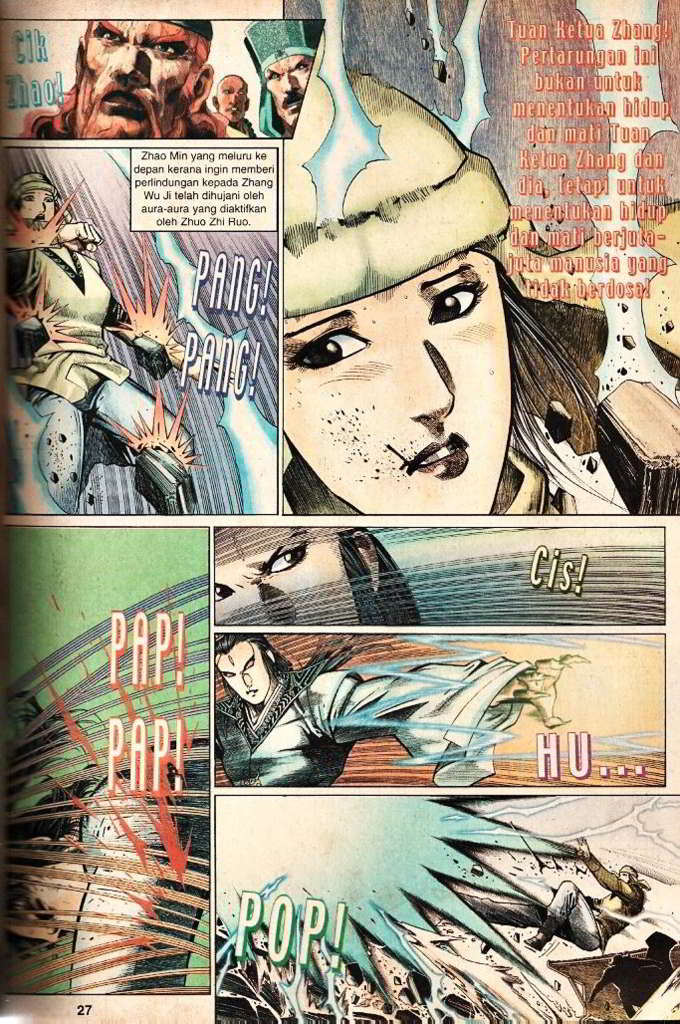 Cik
Zhao!
Tuan Ketua Zhang!
Pertarungan ini
bukan untuk
menentukan hidup
dan mati Tuan
Ketua Zhang dan
dia, tetapi untuk
menentukan hidup
dan mati berjuta-
juta manusia yang
tidak berdosa!
Zhao Min yang meluru ke
depan kerana ingin memberi
perlindungan kepada Zhang
Wu Ji telah dihujani oleh
aura-aura yang diaktifkan
oleh Zhuo Zhi Ruo.
PANG!
PANG!
PAP!
PAP!
Cis!
HU...
POP!
27